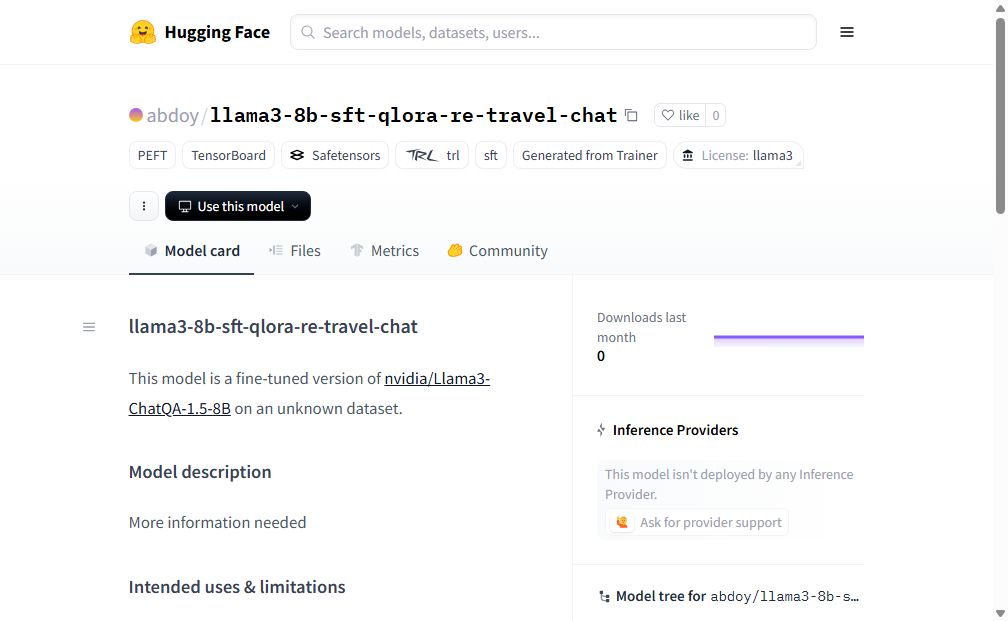 Hugging Face
Search models, datasets, users...
abdoy/llama3-8b-sft-qlora-re-travel-chat
like 0
PEFT TensorBoard Safetensors TRL trl sft Generated from Trainer License: llama3
Use this model
Model card Files Metrics Community
llama3-8b-sft-qlora-re-travel-chat
This model is a fine-tuned version of nvidia/Llama3-
ChatQA-1.5-8B on an unknown dataset.
Model description
More information needed
Intended uses & limitations
Downloads last
month
0
Inference Providers
This model isn't deployed by any Inference
Provider.
Ask for provider support
Model tree for abdoy/llama3-8b-s…